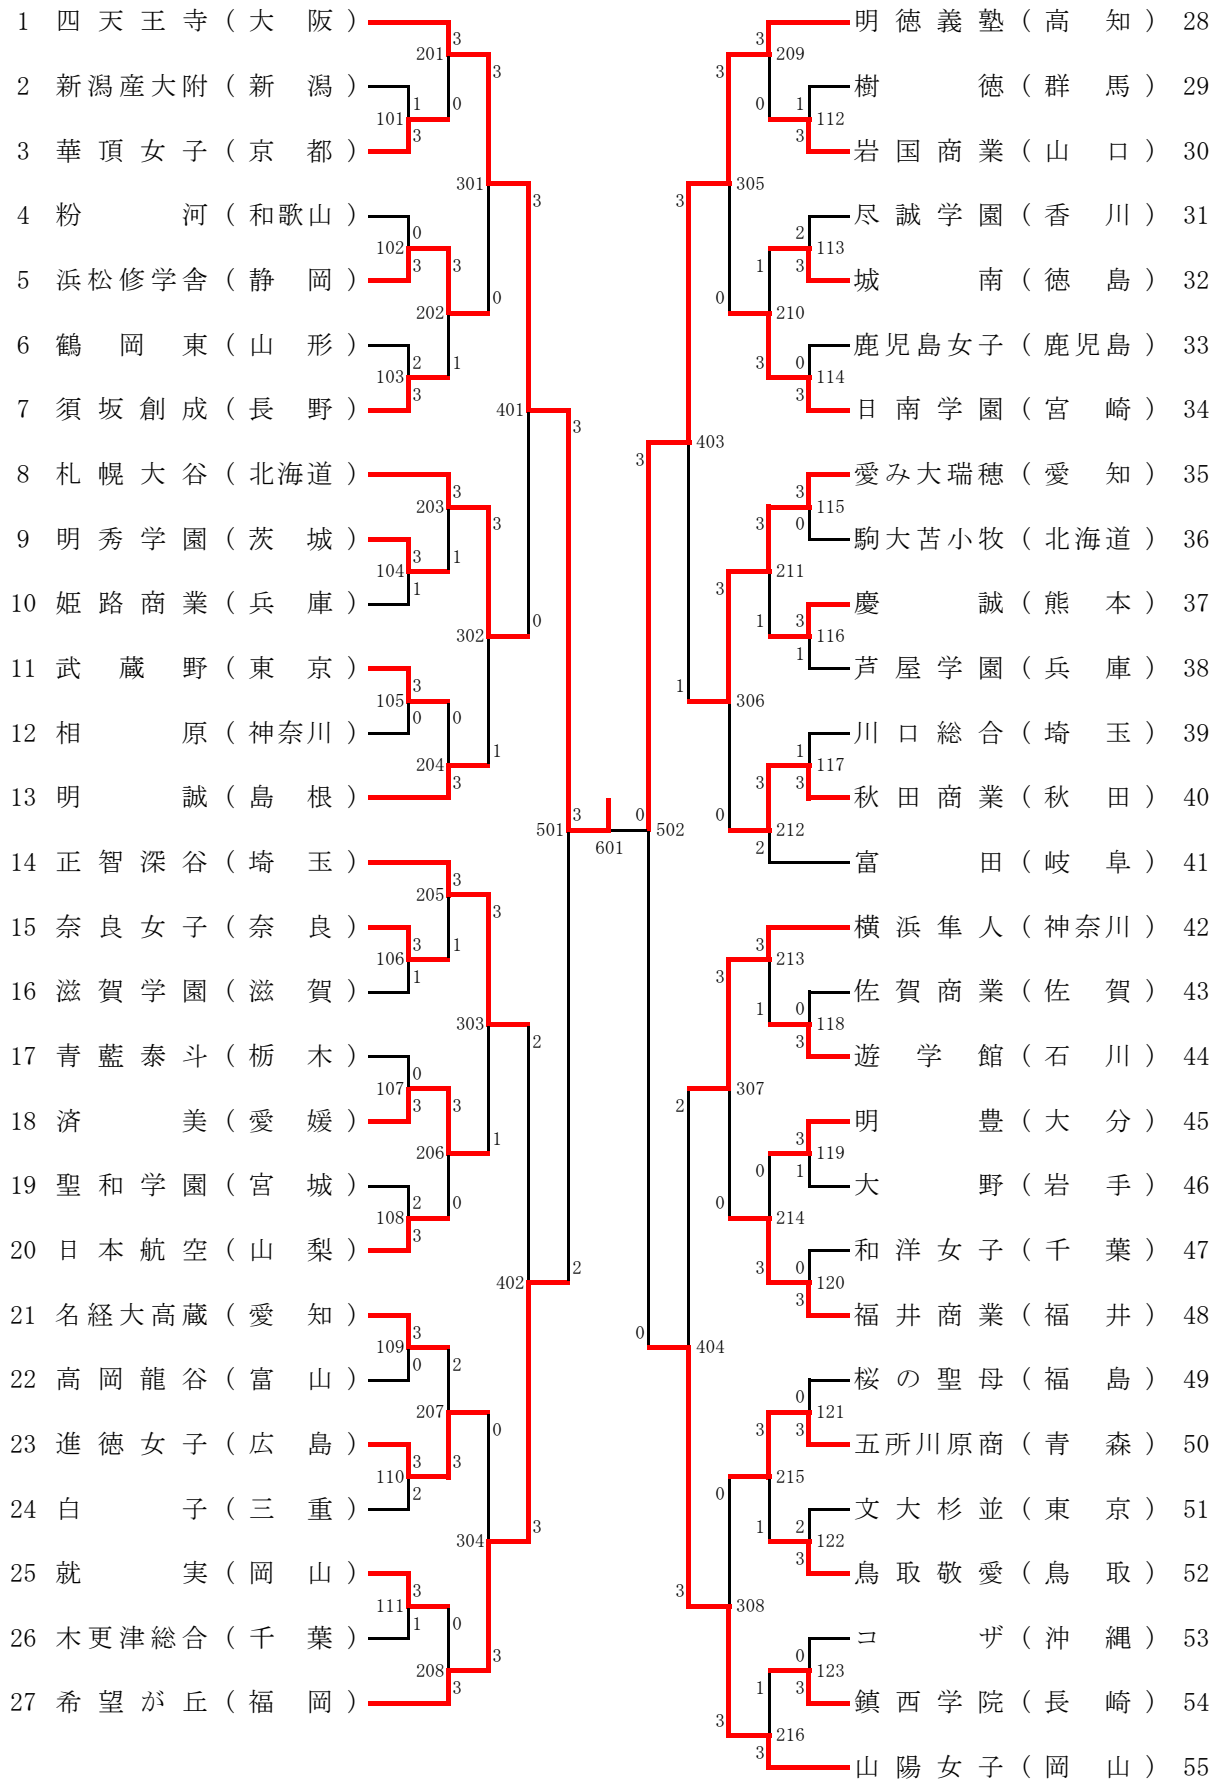 1 四天王寺(大阪)
2 新潟産大附(新潟)
3 華頂女子(京都)
4 粉河(和歌山)
5 浜松修学舎(静岡)
6 鶴岡東(山形)
7 須坂創成(長野)
8 札幌大谷(北海道)
9 明秀学園(茨城)
10 姫路商業(兵庫)
11 武蔵野(東京)
12 相原(神奈川)
13 明誠(島根)
14 正智深谷(埼玉)
15 奈良女子(奈良)
16 滋賀学園(滋賀)
17 青藍泰斗(栃木)
18 済美(愛媛)
19 聖和学園(宮城)
20 日本航空(山梨)
21 名経大高蔵(愛知)
22 高岡龍谷(富山)
23 進徳女子(広島)
24 白子(三重)
25 就実(岡山)
26 木更津総合(千葉)
27 希望が丘(福岡)
3
201
3
1
0
101
3
301
3
0
102
3
3
0
202
2
1
103
3
401
3
3
203
3
3
1
104
1
302
0
3
105
0
0
1
204
3
501
3
3
205
3
3
1
106
1
303
2
0
107
3
3
1
206
2
0
108
3
402
2
3
109
0
2
207
0
3
3
110
2
304
3
3
111
1
0
208
3
3
601
明徳義塾(高知) 28
樹徳(群馬) 29
岩国商業(山口) 30
尽誠学園(香川) 31
城南(徳島) 32
鹿児島女子(鹿児島) 33
日南学園(宮崎) 34
愛み大瑞穂(愛知) 35
駒大苫小牧(北海道) 36
慶誠(熊本) 37
芦屋学園(兵庫) 38
川口総合(埼玉) 39
秋田商業(秋田) 40
富田(岐阜) 41
横浜隼人(神奈川) 42
佐賀商業(佐賀) 43
遊学館(石川) 44
明豊(大分) 45
大野(岩手) 46
和洋女子(千葉) 47
福井商業(福井) 48
桜の聖母(福島) 49
五所川原商(青森) 50
文大杉並(東京) 51
鳥取敬愛(鳥取) 52
コザ(沖縄) 53
鎮西学院(長崎) 54
山陽女子(岡山) 55
3
209
3
0
1
112
3
3
305
2
113
1
3
0
210
3
0
114
3
3
403
3
115
3
0
211
3
1
3
116
1
1
306
1
117
3
3
0
212
2
0
502
3
213
3
1
0
118
3
2
307
3
119
0
1
0
214
3
0
120
3
0
404
0
121
3
3
215
0
1
2
122
3
3
308
0
123
1
3
3
216
3